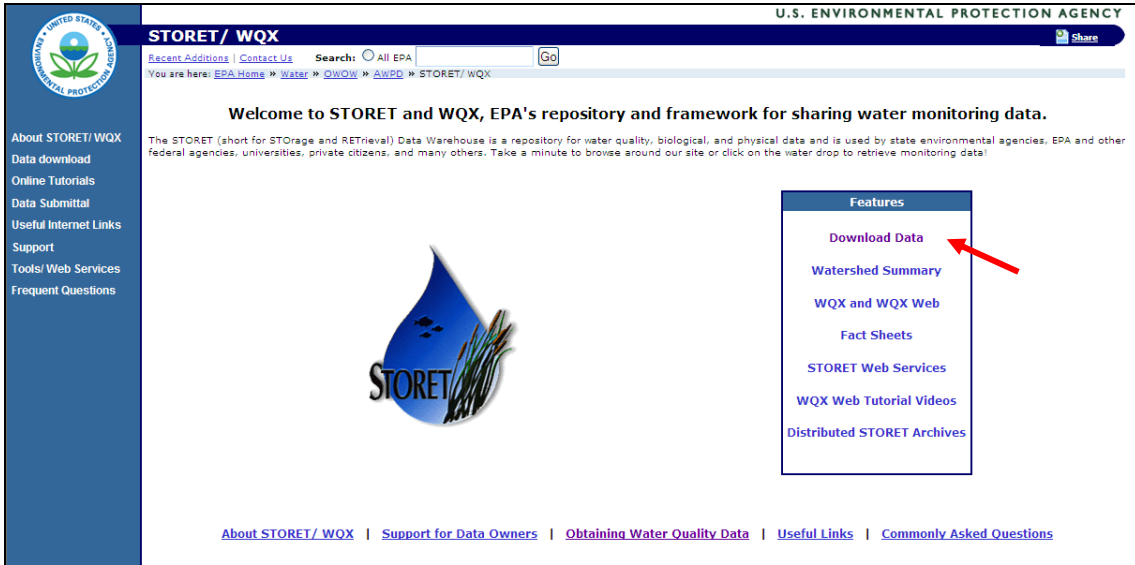 U.S. ENVIRONMENTAL PROTECTION AGENCY
UNITED STATES
ENVIRONMENTAL PROTECTION AGENCY
STORET/ WQX
Share
Recent Additions | Contact Us Search: All EPA Go
You are here: EPA Home » Water » OWOW » AWPD » STORET/ WQX
Welcome to STORET and WQX, EPA's repository and framework for sharing water monitoring data.
The STORET (short for STOrage and RETrieval) Data Warehouse is a repository for water quality, biological, and physical data and is used by state environmental agencies, EPA and other
federal agencies, universities, private citizens, and many others. Take a minute to browse around our site or click on the water drop to retrieve monitoring data!
About STORET/ WQX
Data download
Online Tutorials
Data Submittal
Useful Internet Links
Support
Tools/ Web Services
Frequent Questions
STORET
Features
Download Data
Watershed Summary
WQX and WQX Web
Fact Sheets
STORET Web Services
WQX Web Tutorial Videos
Distributed STORET Archives
About STORET/ WQX | Support for Data Owners | Obtaining Water Quality Data | Useful Links | Commonly Asked Questions